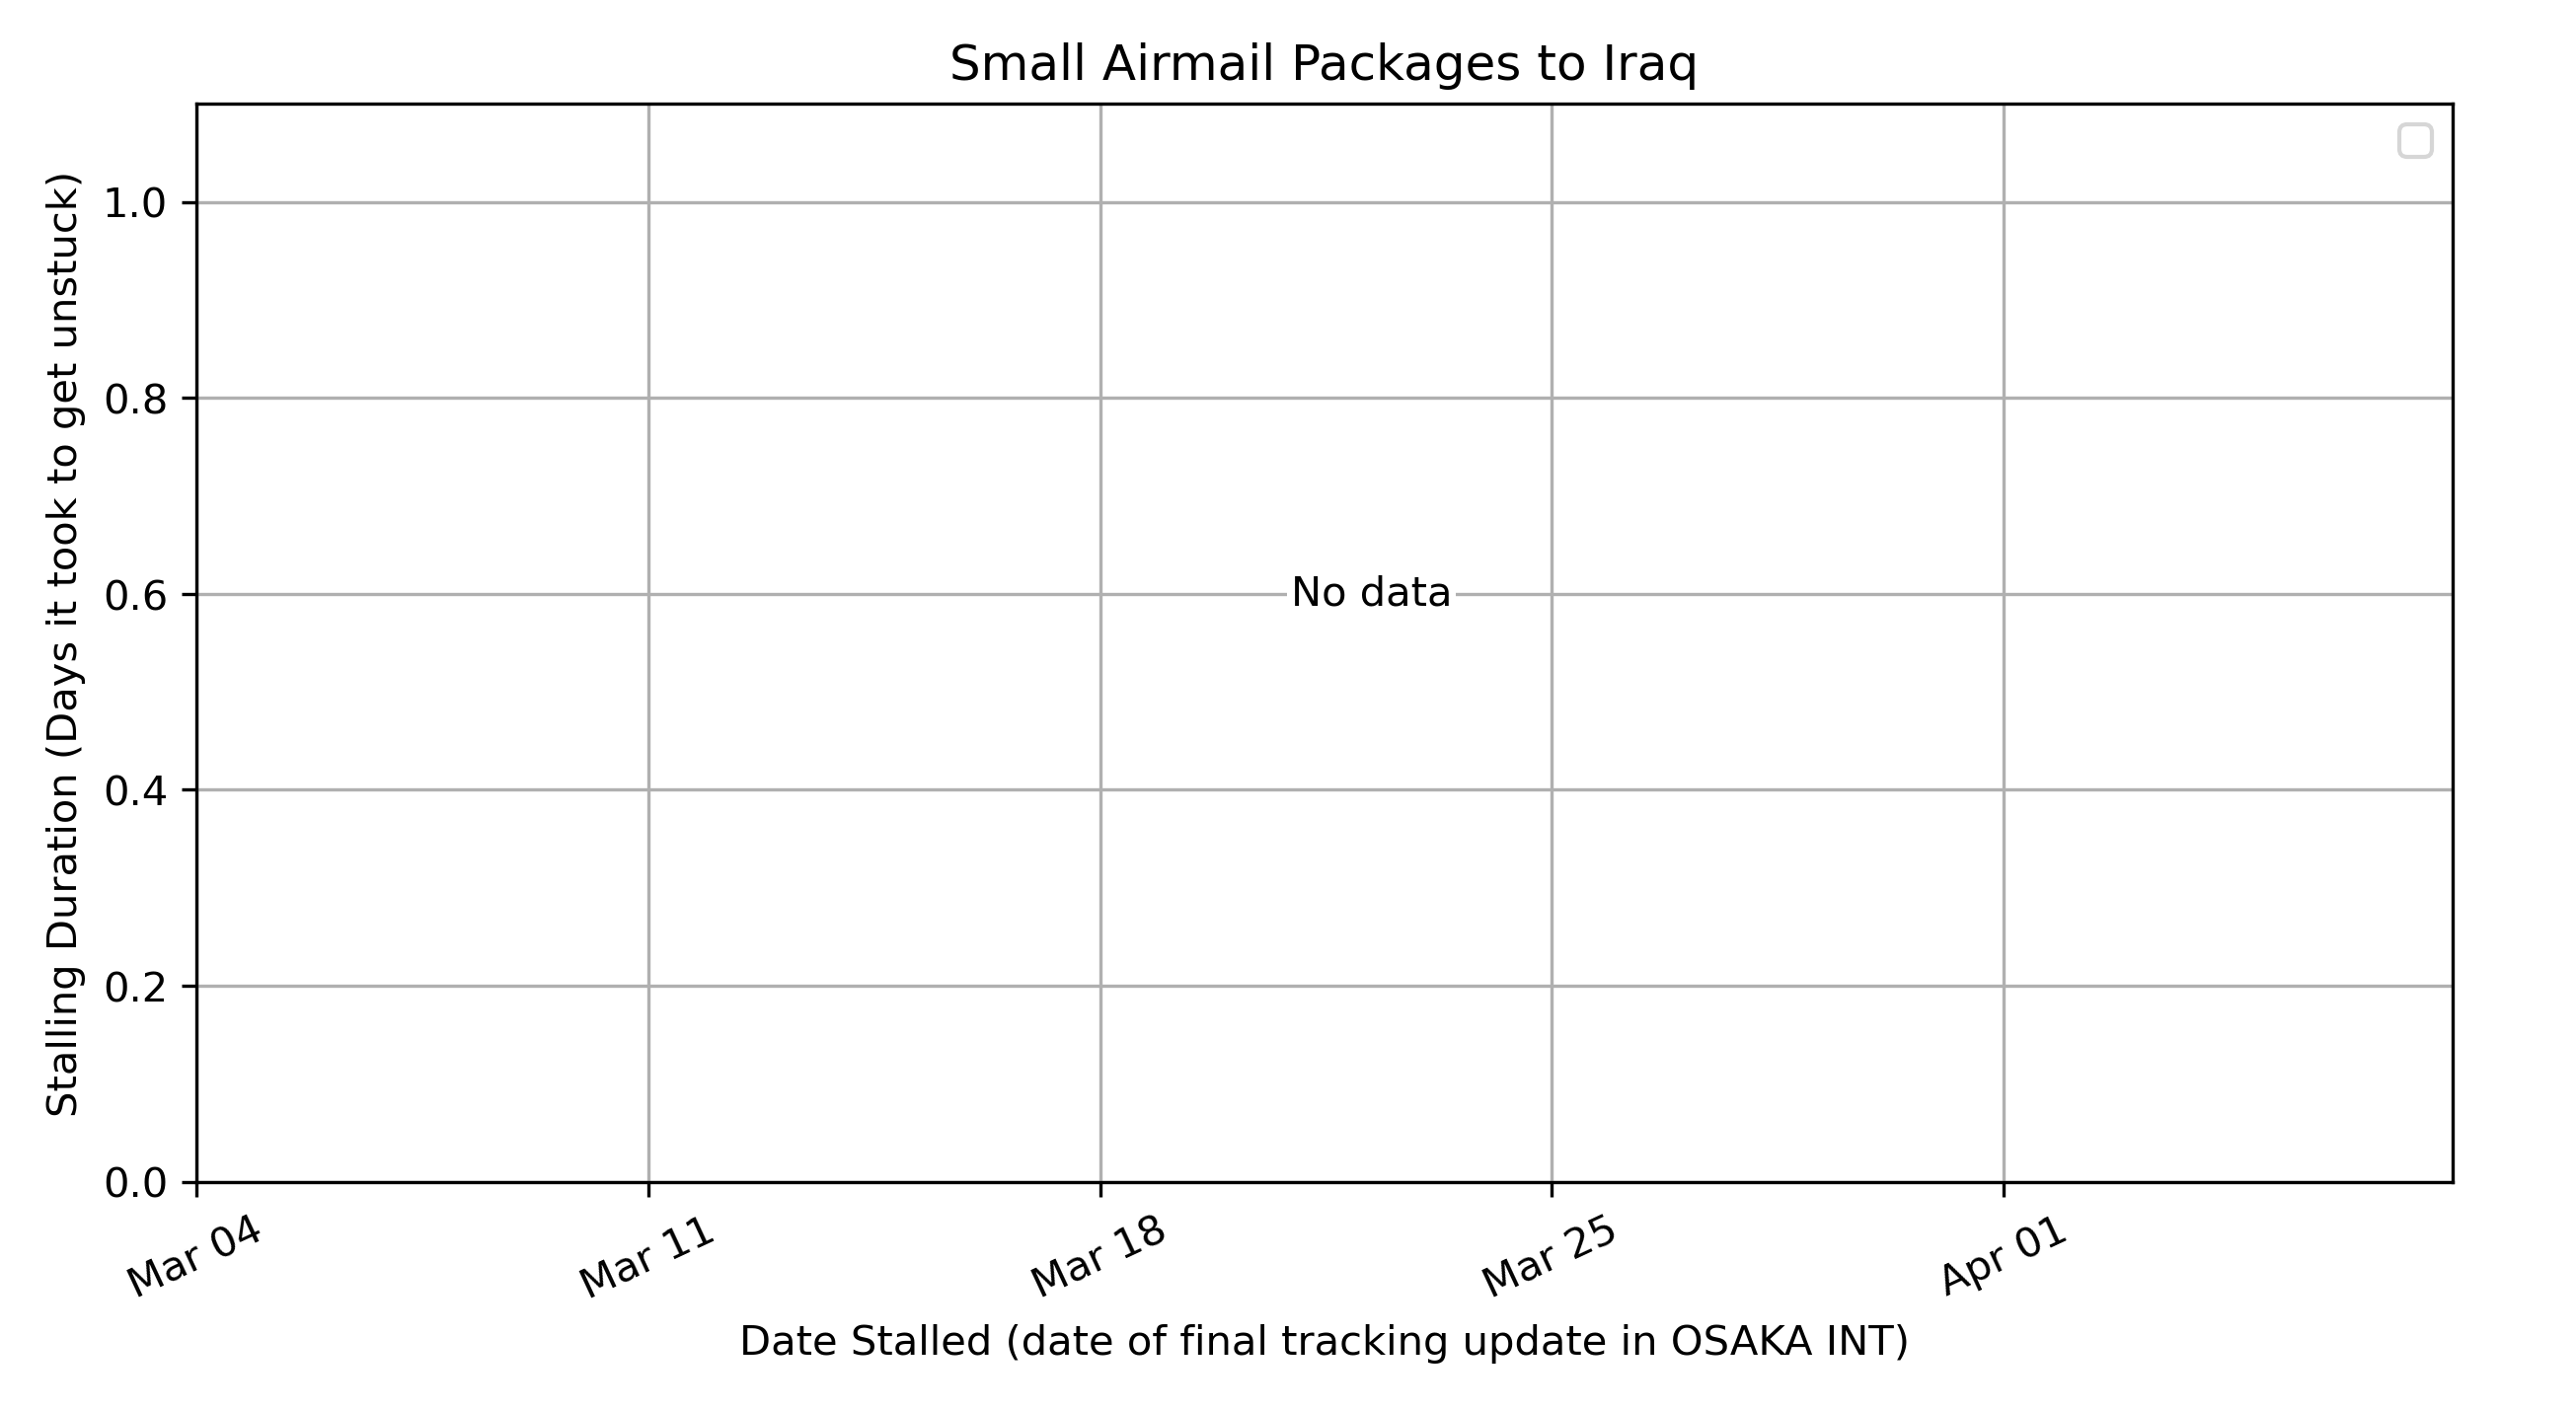 Small Airmail Packages to Iraq
Stalling Duration (Days it took to get unstuck)
1.0
0.8
0.6
0.4
0.2
0.0
No data
Mar 04
Mar 11
Mar 18
Mar 25
Apr 01
Date Stalled (date of final tracking update in OSAKA INT)